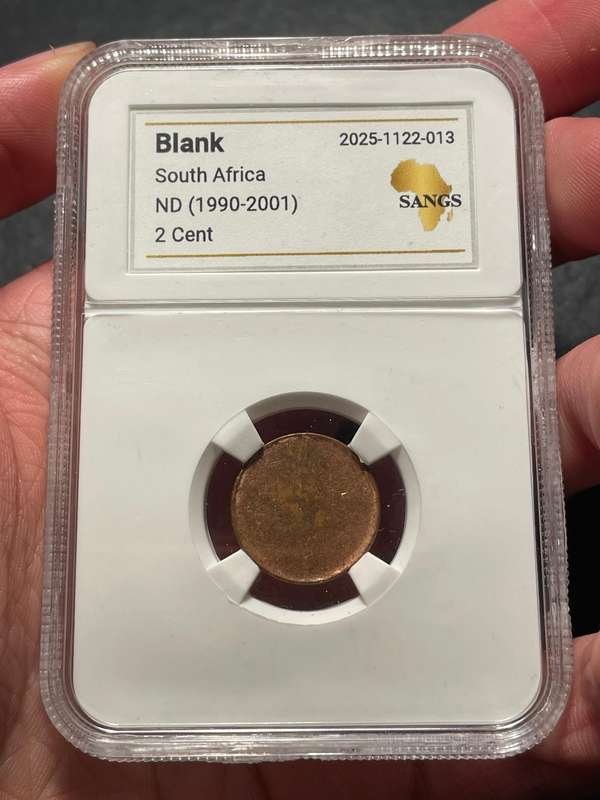 Blank
2025-1122-013
South Africa
ND (1990-2001)
SANGS
2 Cent